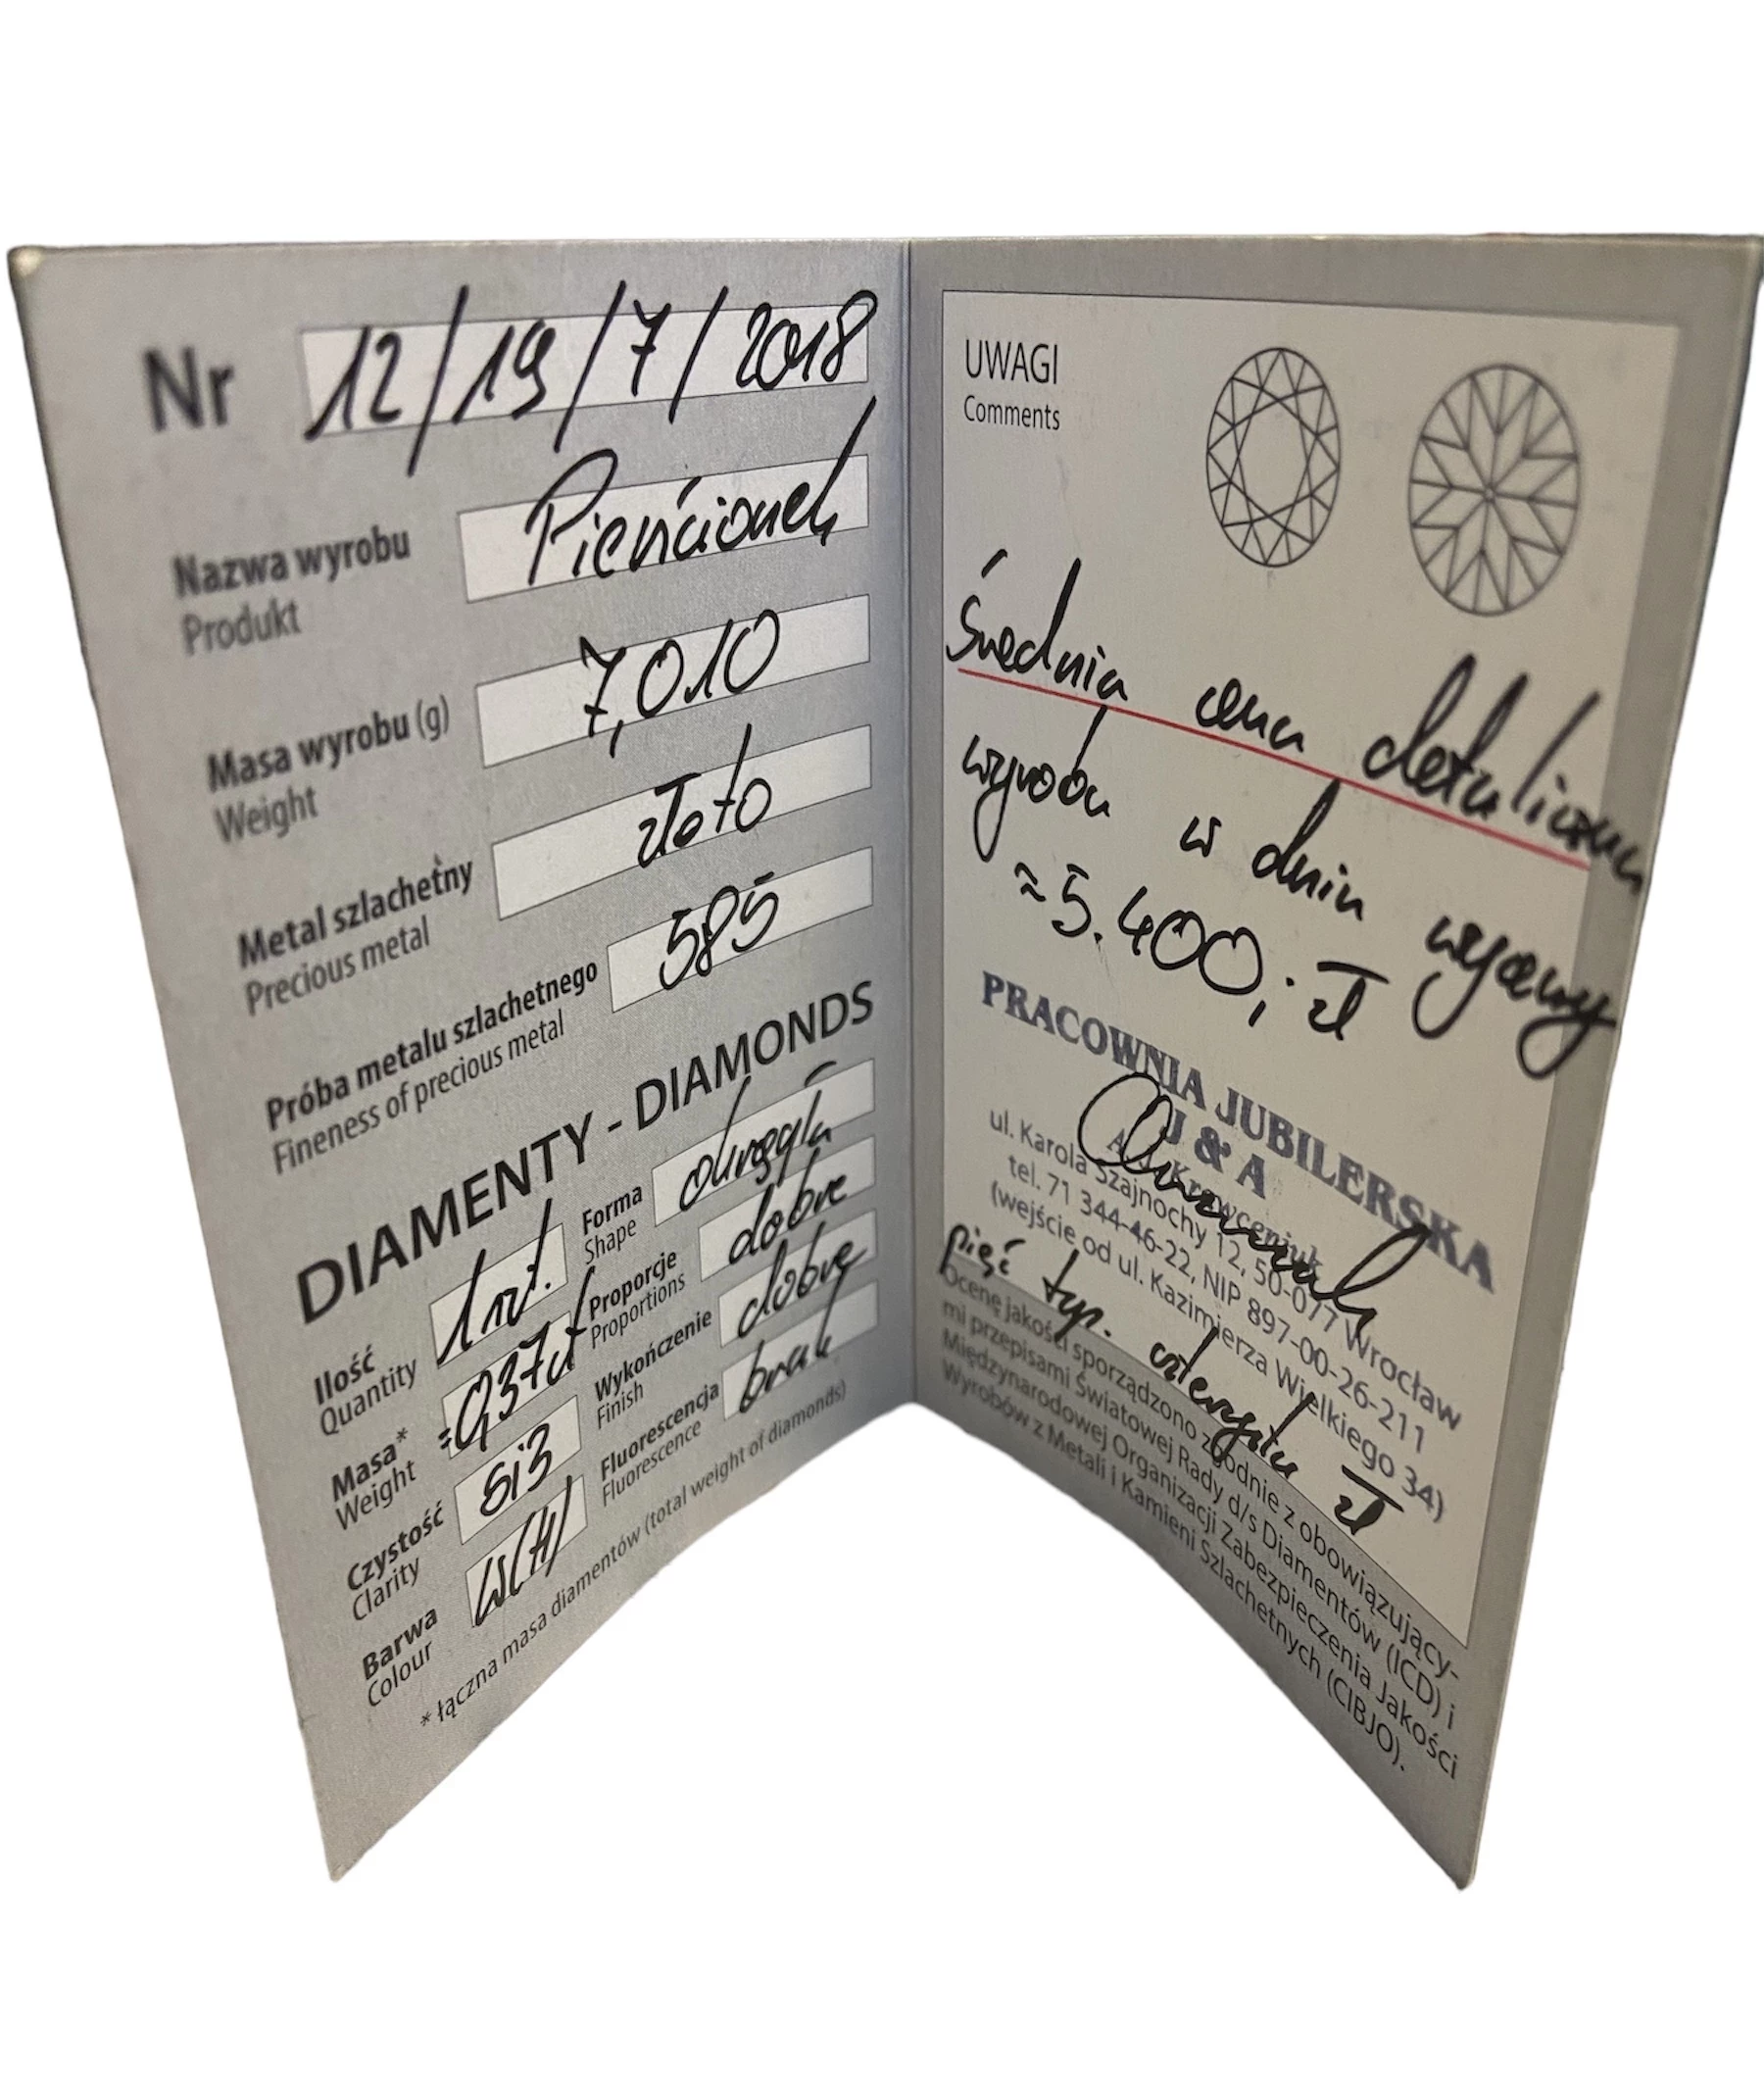 Nr 12/19/7/2018
Nazwa wyrobu Pierścionek
Produkt
Masa wyrobu (g) 7,010
Weight
Metal szlachetny złoto
Precious metal
Próba metalu szlachetnego 585
Fineness of precious metal
DIAMENTY - DIAMONDS
Ilość 1 szt.
Quantity
Masa* ≈0,37ct
Weight
Czystość Si3
Clarity
Barwa W(H)
Colour
Forma okrągła
Shape
Proporcje dobre
Proportions
Wykończenie dobre
Finish
Fluorescencja brak
Fluorescence
* łączna masa diamentów (total weight of diamonds)
UWAGI
Comments
Średnia cena detaliczna
wyrobu w dniu wyceny
≈5.400,- zł
PRACOWNIA JUBILERSKA
J & A
ul. Karola Szajnochy 12, 50-077 Wrocław
tel. 71 344-46-22, NIP 897-00-26-211
(wejście od ul. Kazimierza Wielkiego 34)
pięć tys. czterysta zł
Ocenę jakości sporządzono zgodnie z obowiązujący-
mi przepisami Światowej Rady d/s Diamentów (ICD) i
Międzynarodowej Organizacji Zabezpieczenia Jakości
Wyrobów z Metali i Kamieni Szlachetnych (CIBJO).